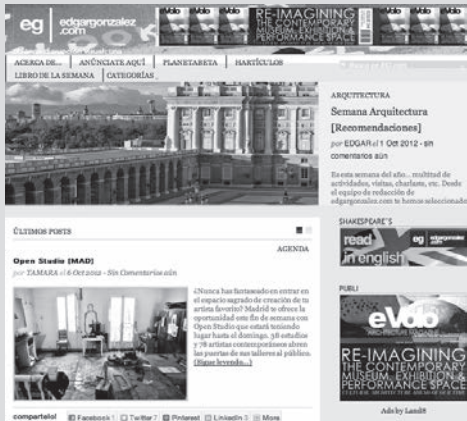 eg edgargonzalez
.com
eVolo
RE-IMAGINING
THE CONTEMPORARY
MUSEUM, EXHIBITION &
PERFORMANCE SPACE
ACERCA DE... ANÚNCIATE AQUÍ PLANETABETA HARTÍCULOS
LIBRO DE LA SEMANA CATEGORÍAS
ARQUITECTURA
Semana Arquitectura
[Recomendaciones]
por EDGAR el 1 Oct 2012 - sin
comentarios aún
Es esta semana del año... multitud de
actividades, visitas, charlas, etc. Desde
el equipo de redacción de
edgargonzalez.com te hemos seleccionado
ÚLTIMOS POSTS
AGENDA
Open Studio [MAD]
por TAMARA el 6 Oct 2012 - Sin Comentarios aún
¿Nunca has fantaseado en entrar en
el espacio sagrado de creación de tu
artista favorito? Madrid te ofrece la
oportunidad este fin de semana con
Open Studio que estará teniendo
lugar hasta el domingo. 38 estudios
y 78 artistas contemporáneos abren
las puertas de sus talleres al público.
(Sigue leyendo...)
compartelo! Facebook Twitter 7 Pinterest LinkedIn 3 More
SHAKESPEARE'S
read
in english
eg edgargonzalez
.com
PUBLI
eVolo
RE-IMAGINING
THE CONTEMPORARY
MUSEUM, EXHIBITION &
PERFORMANCE SPACE
Ads by Land8